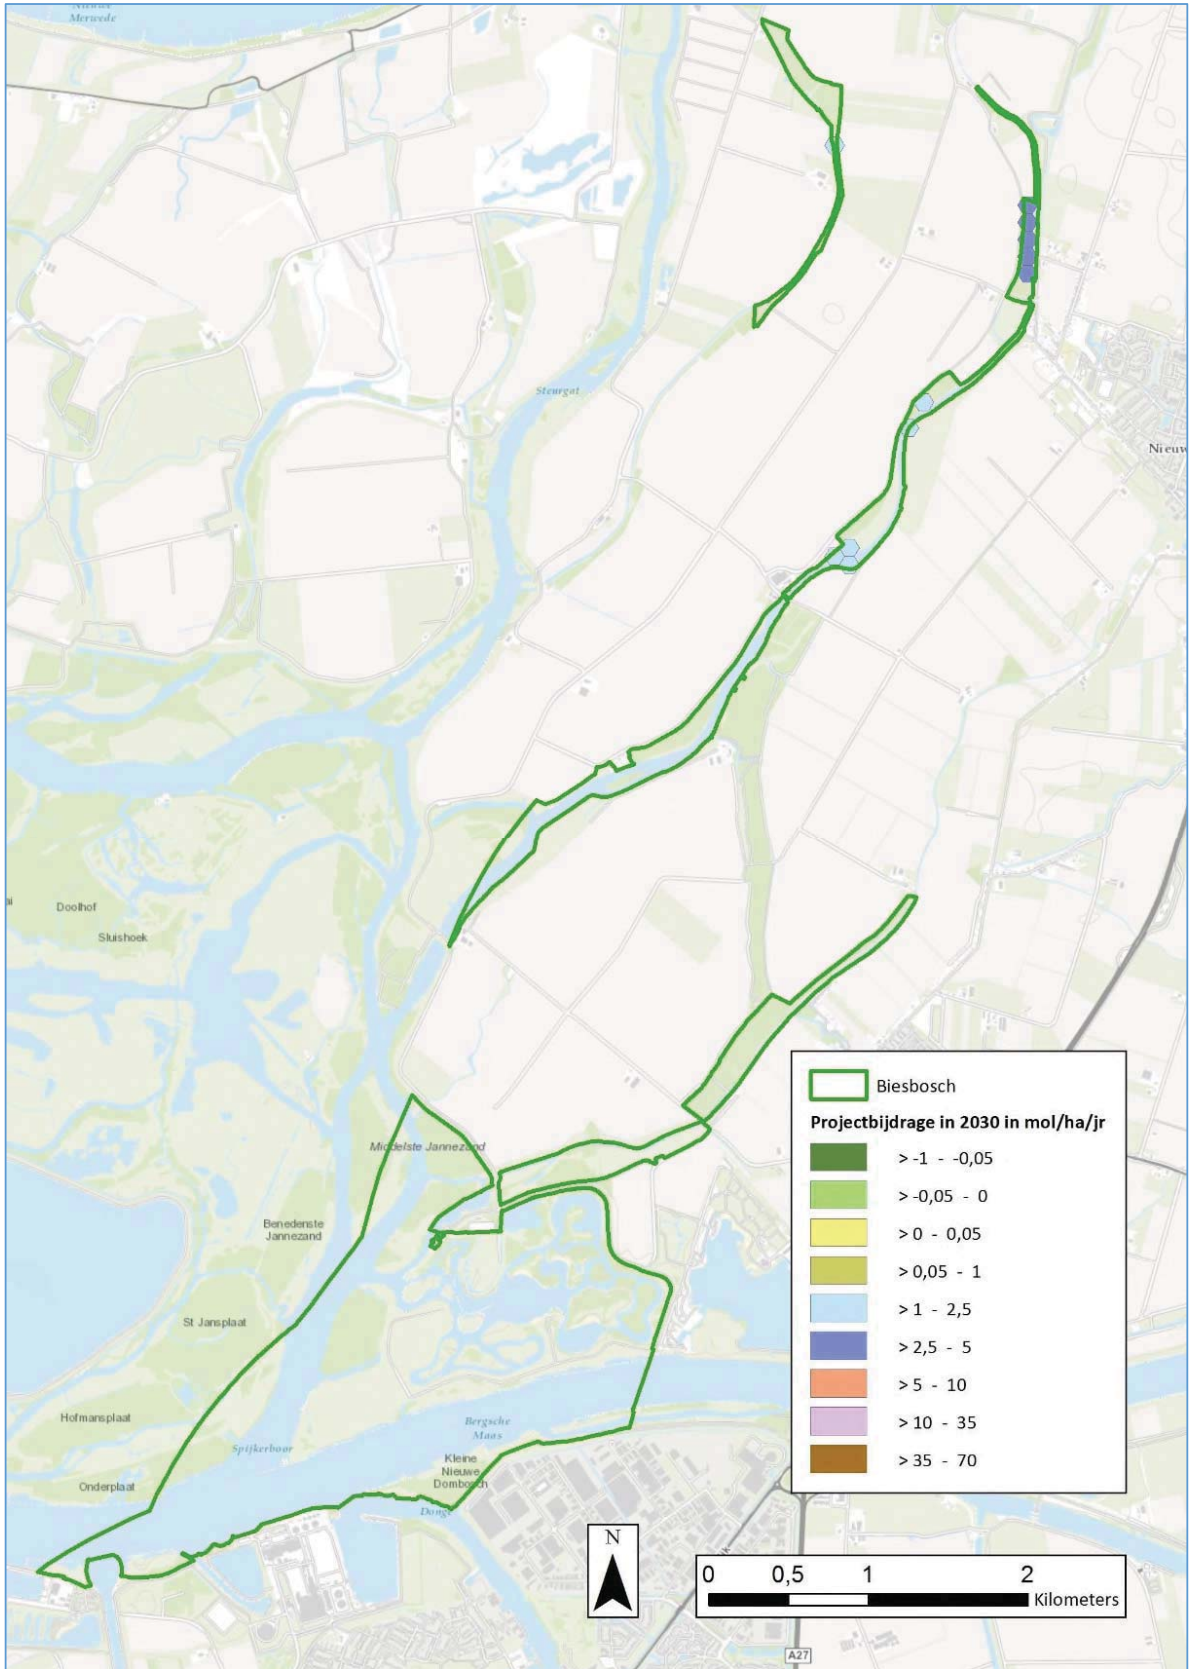 Nieuwe
Merwede
Steurgat
Nieuw
Doolhof
Sluishoek
Middelste Jannezand
Benedenste
Jannezand
St Jansplaat
Hofmansplaat
Spijkerboor
Onderplaat
Bergsche
Maas
Kleine
Nieuwe
Dombosch
Donge
Biesbosch
Projectbijdrage in 2030 in mol/ha/jr
> -1 - -0,05
> -0,05 - 0
> 0 - 0,05
> 0,05 - 1
> 1 - 2,5
> 2,5 - 5
> 5 - 10
> 10 - 35
> 35 - 70
N
0 0,5 1 2
Kilometers
A27